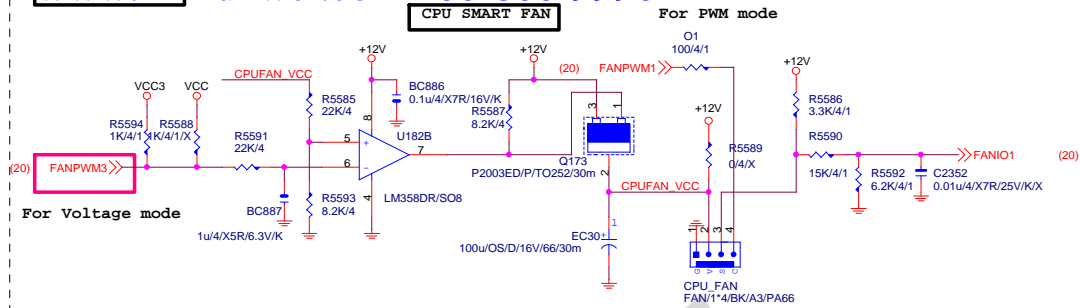 CPU SMART FAN
For PWM mode
O1
100/4/1
+12V
+12V
(20)
FANPWM1
+12V
CPUFAN_VCC
VCC3
VCC
BC886
0.1u/4/X7R/16V/K
R5585
22K/4
R5587
8.2K/4
3
1
+12V
R5586
3.3K/4/1
R5594
1K/4/1
R5588
1K/4/1/X
R5591
22K/4
8
U182B
5
+
7
6
-
4
LM358DR/SO8
Q173
P2003ED/P/TO252/30m
2
R5589
0/4/X
R5590
15K/4/1
FANIO1
(20)
(20)
FANPWM3
CPUFAN_VCC
R5592
6.2K/4/1
C2352
0.01u/4/X7R/25V/K/X
For Voltage mode
BC887
1u/4/X5R/6.3V/K
R5593
8.2K/4
1
EC30
+
100u/OS/D/16V/66/30m
1
2
3
4
G
V
S
C
CPU_FAN
FAN/1*4/BK/A3/PA66